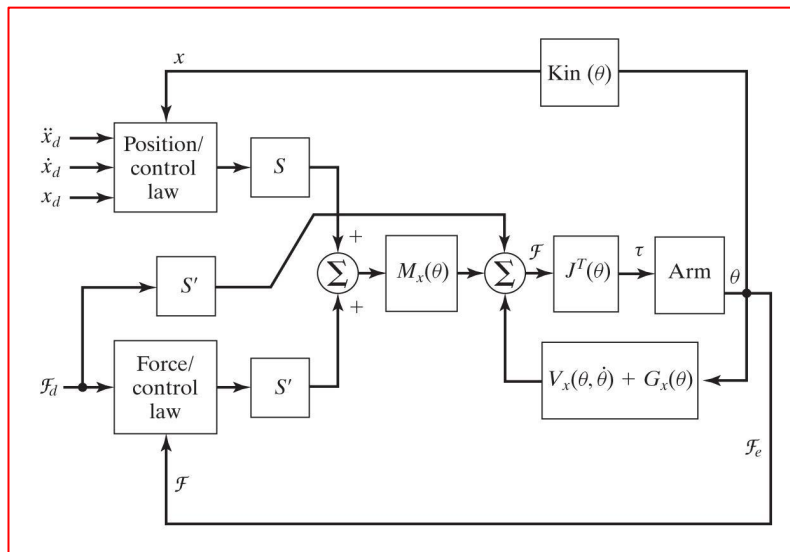 x
Kin (θ)
ẍ_d
ẋ_d
x_d
Position/
control
law
S
+
Σ
+
M_x(θ)
Σ
ℱ
J^T(θ)
τ
Arm
θ
S′
ℱ_d
Force/
control
law
S′
V_x(θ, θ̇) + G_x(θ)
ℱ_e
ℱ